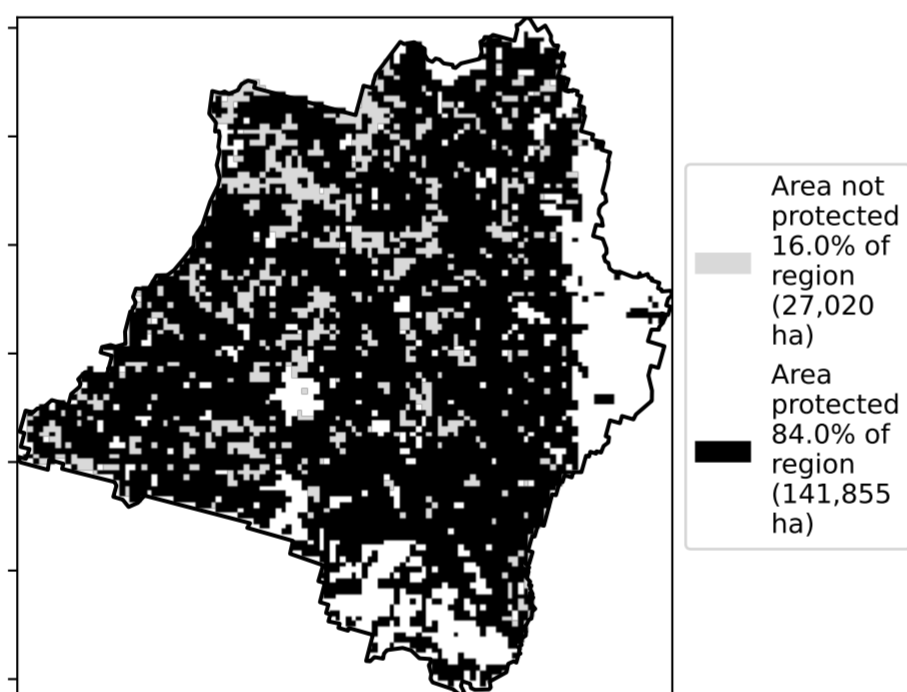 Area not
protected
16.0% of
region
(27,020
ha)
Area
protected
84.0% of
region
(141,855
ha)